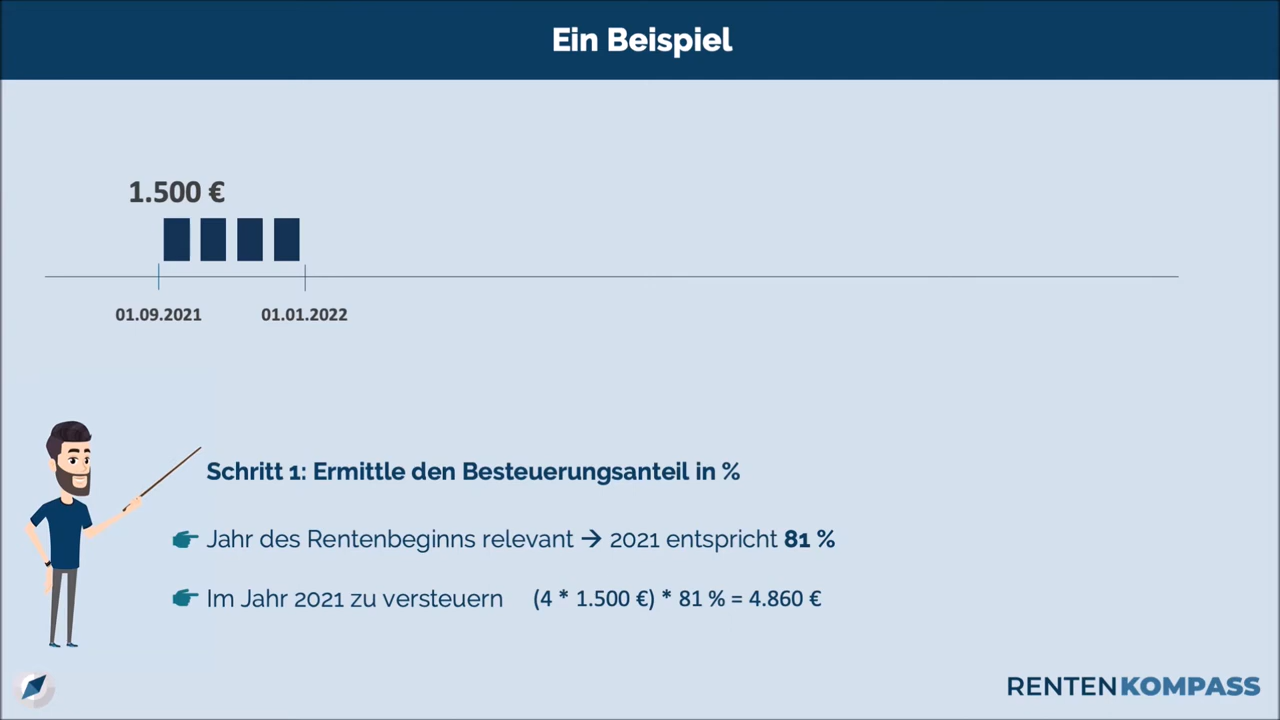 Ein Beispiel
1.500 €
01.09.2021 01.01.2022
Schritt 1: Ermittle den Besteuerungsanteil in %
Jahr des Rentenbeginns relevant → 2021 entspricht 81 %
Im Jahr 2021 zu versteuern (4 * 1.500 €) * 81 % = 4.860 €
RENTENKOMPASS